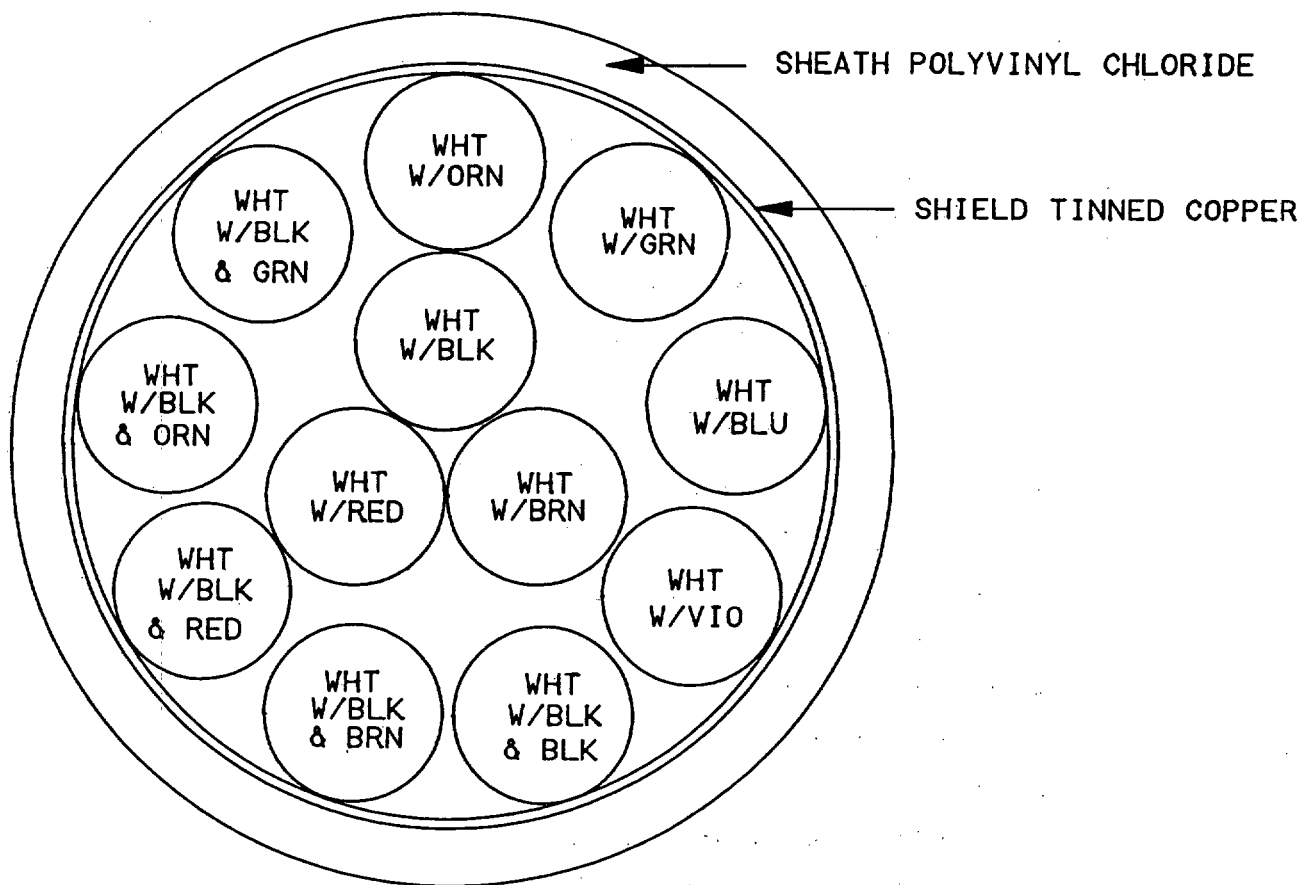 SHEATH POLYVINYL CHLORIDE
SHIELD TINNED COPPER
WHT
W/ORN
WHT
W/GRN
WHT
W/BLK
& GRN
WHT
W/BLK
WHT
W/BLK
& ORN
WHT
W/BLU
WHT
W/RED
WHT
W/BRN
WHT
W/BLK
& RED
WHT
W/VIO
WHT
W/BLK
& BRN
WHT
W/BLK
& BLK